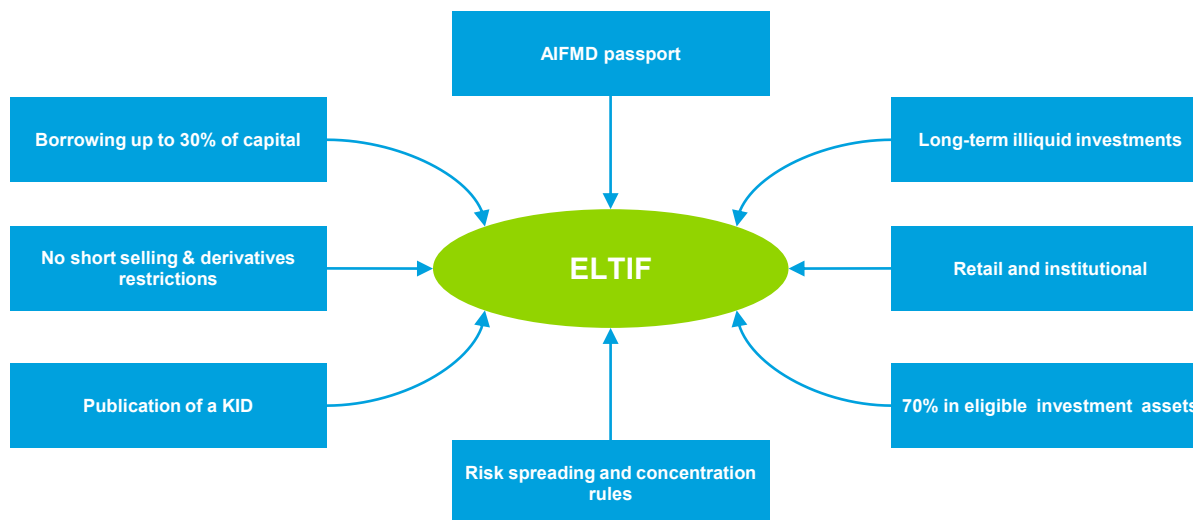 AIFMD passport
Borrowing up to 30% of capital
Long-term illiquid investments
No short selling & derivatives
restrictions
ELTIF
Retail and institutional
Publication of a KID
70% in eligible investment assets
Risk spreading and concentration
rules